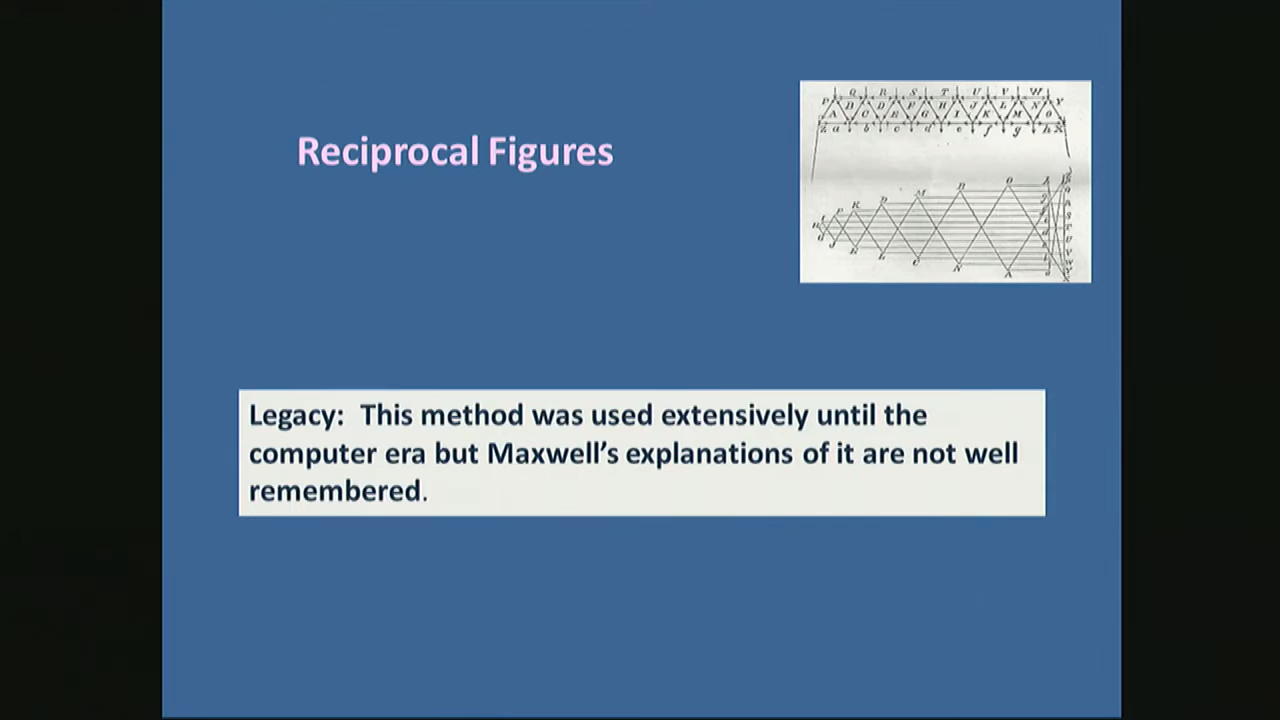 Reciprocal Figures
Q R S T U V W
P B D F H J L N Y
A C E G I K M O
Z a b c d e f g h X
Legacy: This method was used extensively until the
computer era but Maxwell’s explanations of it are not well
remembered.